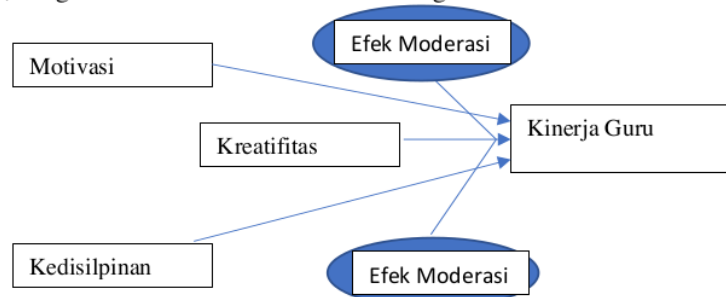 Efek Moderasi
Motivasi
Kinerja Guru
Kreatifitas
Kedisilpinan
Efek Moderasi